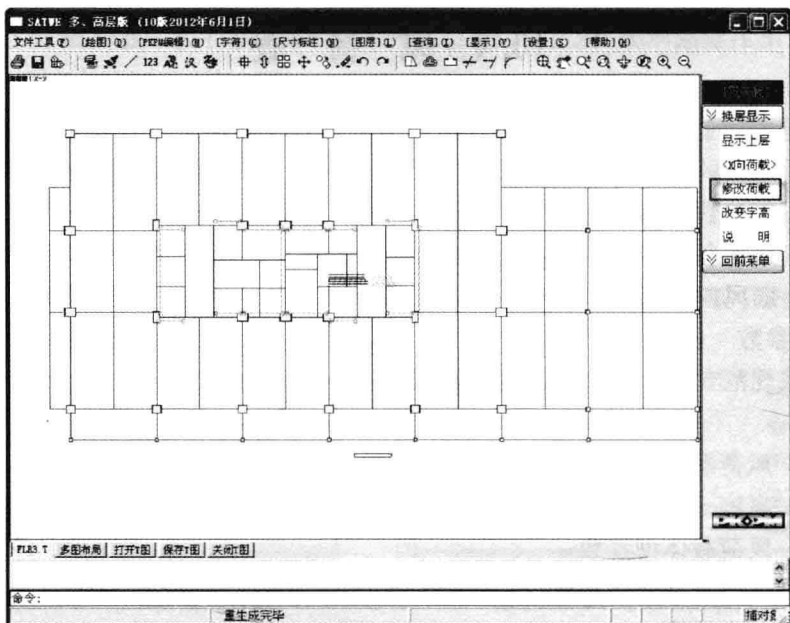 SATWE 多、高层版 (10版2012年6月1日)
文件工具(F) [绘图](D) [PKPM编辑](M) [字符](C) [尺寸标注](B) [图层](L) [查询](I) [显示](V) [设置](S) [帮助](H)
123 汉
换层显示
显示上层
<X向荷载>
修改荷载
改变字高
说 明
回前菜单
PKPM
FLR3.T 多图布局 打开T图 保存T图 关闭T图
命令:
重生成完毕
捕对